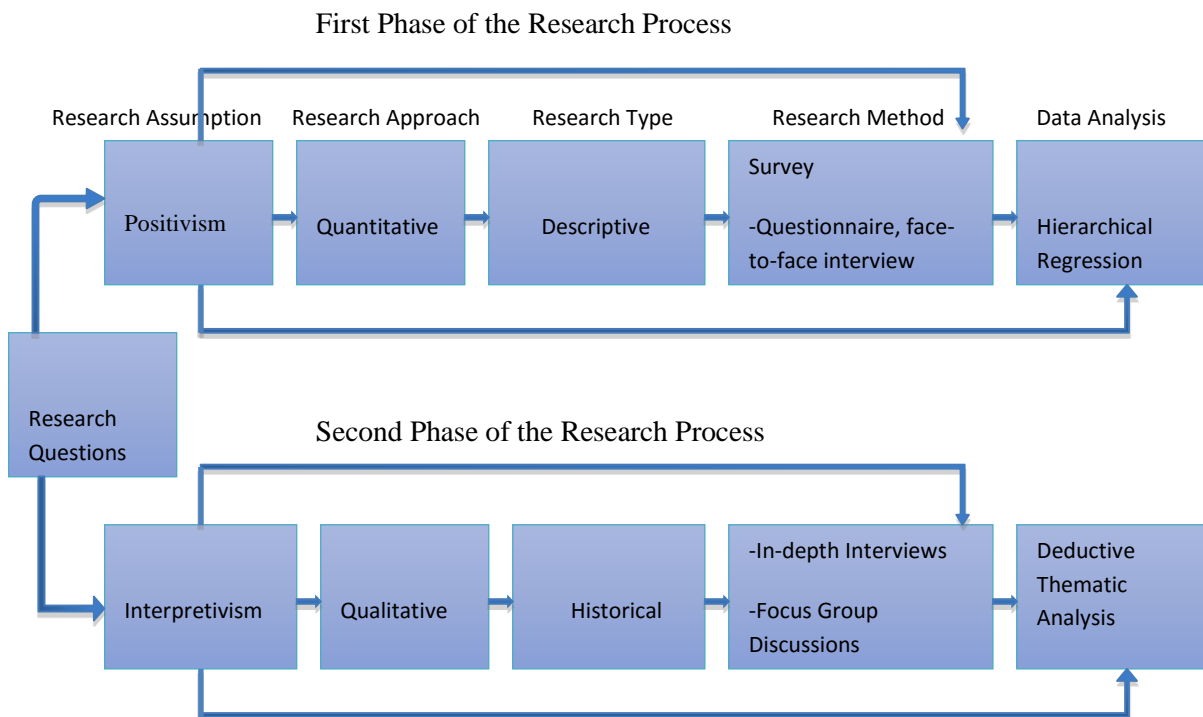 First Phase of the Research Process
Research Assumption
Research Approach
Research Type
Research Method
Data Analysis
Positivism
Quantitative
Descriptive
Survey
-Questionnaire, face-
to-face interview
Hierarchical
Regression
Research
Questions
Second Phase of the Research Process
Interpretivism
Qualitative
Historical
-In-depth Interviews
-Focus Group
Discussions
Deductive
Thematic
Analysis